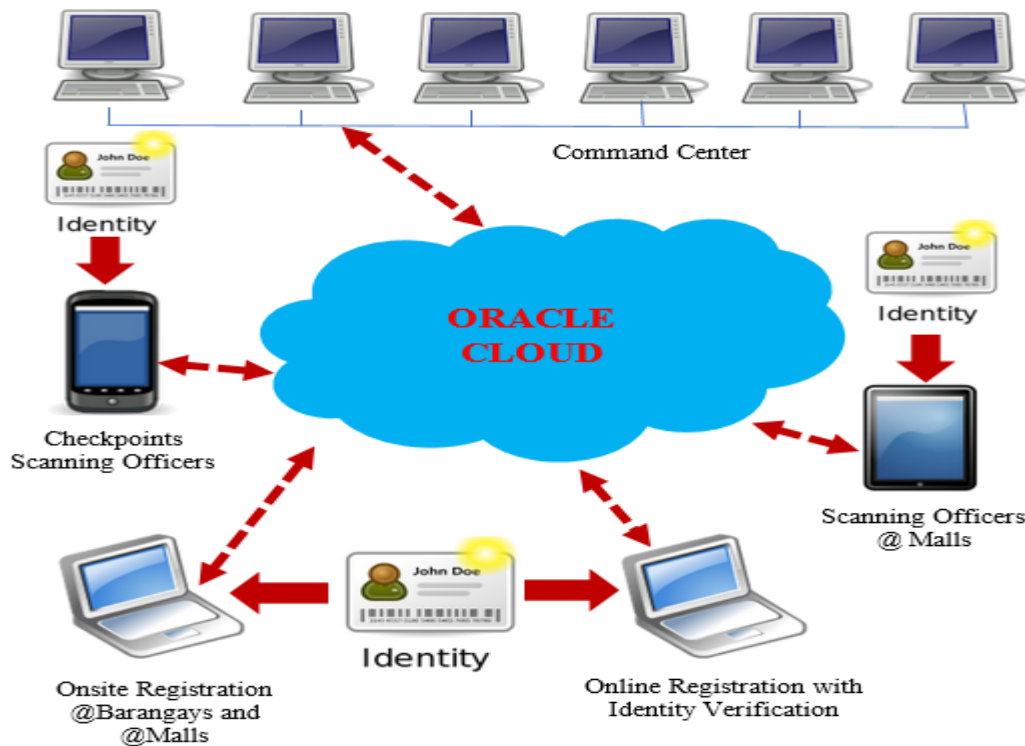 Command Center
John Doe
Identity
John Doe
Identity
ORACLE
CLOUD
Checkpoints
Scanning Officers
Scanning Officers
@ Malls
John Doe
Identity
Onsite Registration
@Barangays and
@Malls
Online Registration with
Identity Verification